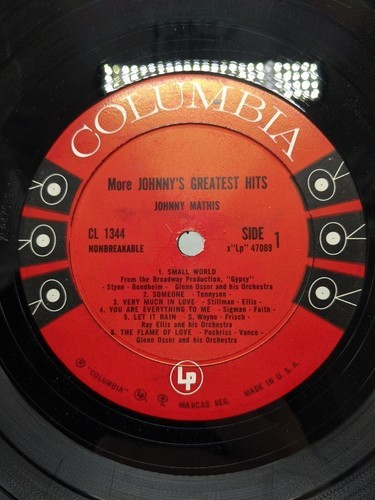 COLUMBIA
More JOHNNY'S GREATEST HITS
JOHNNY MATHIS
CL 1344
NONBREAKABLE
SIDE 1
x"Lp" 47089
1. SMALL WORLD
From the Broadway Production, "Gypsy"
- Styne - Sondheim - Glenn Osser and his Orchestra
2. SOMEONE - Tennyson -
3. VERY MUCH IN LOVE - Stillman - Ellis -
4. YOU ARE EVERYTHING TO ME - Sigman - Faith -
5. LET IT RAIN - S. Wayne - Frisch -
Ray Ellis and his Orchestra
6. THE FLAME OF LOVE - Pockriss - Vance -
Glenn Osser and his Orchestra
Lp
"COLUMBIA"
MARCAS REG.
MADE IN U. S. A.